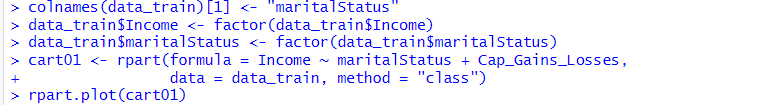 > colnames(data_train)[1] <- "maritalStatus"
> data_train$Income <- factor(data_train$Income)
> data_train$maritalStatus <- factor(data_train$maritalStatus)
> cart01 <- rpart(formula = Income ~ maritalStatus + Cap_Gains_Losses,
+                 data = data_train, method = "class")
> rpart.plot(cart01)